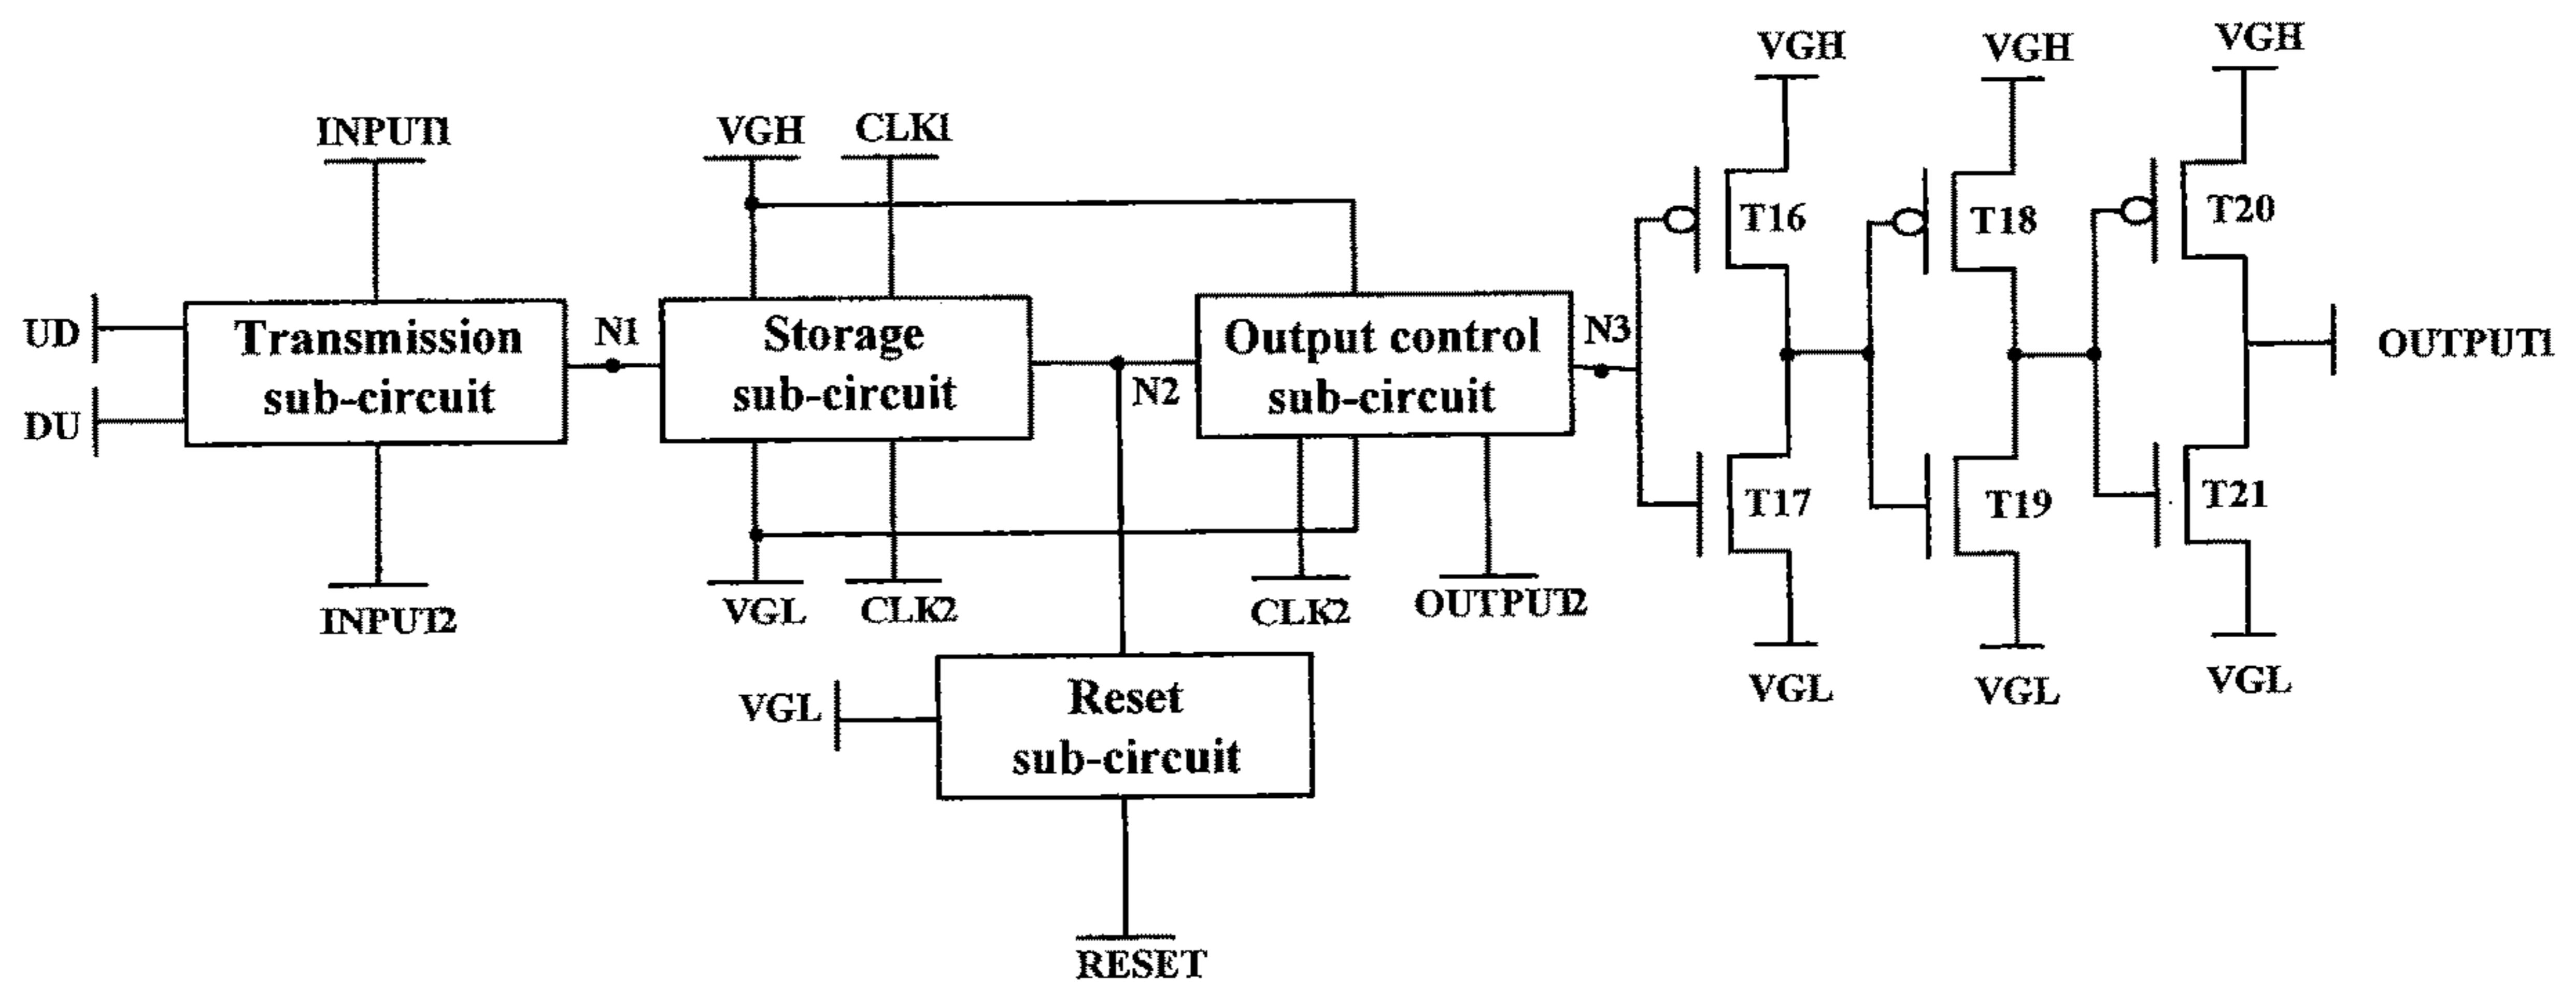 VGH
VGH
VGH
INPUT1
VGH
CLK1
T16
T18
T20
UD
DU
Transmission
sub-circuit
N1
Storage
sub-circuit
N2
Output control
sub-circuit
N3
OUTPUT1
T17
T19
T21
INPUT2
VGL
CLK2
CLK2
OUTPUT2
VGL
VGL
VGL
VGL
Reset
sub-circuit
RESET